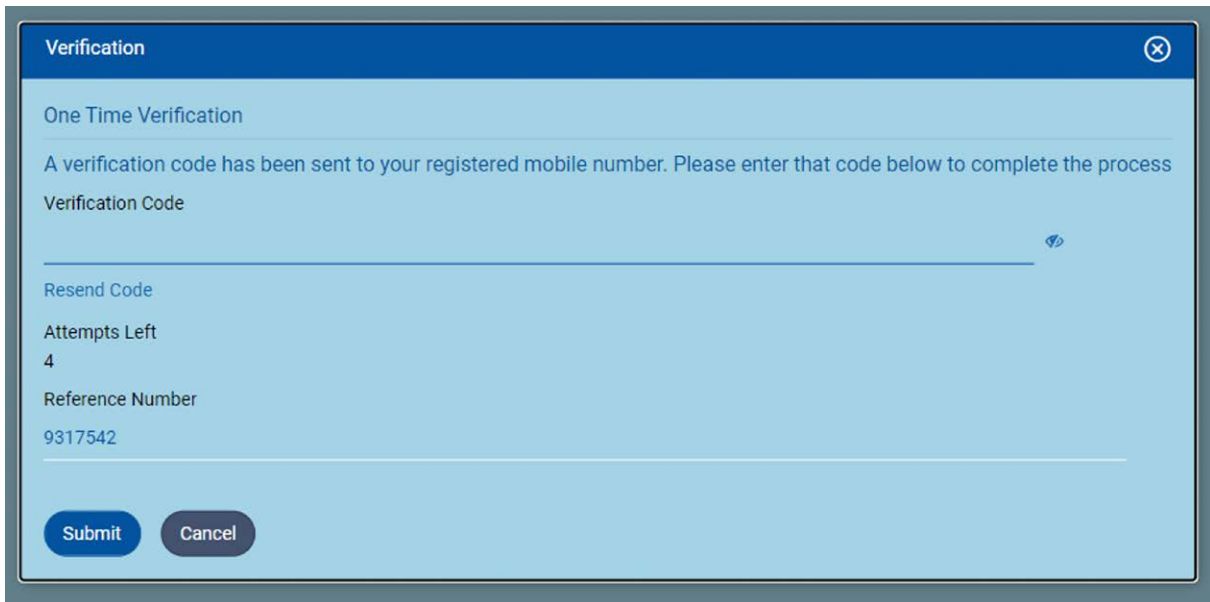 Verification
One Time Verification
A verification code has been sent to your registered mobile number. Please enter that code below to complete the process
Verification Code
Resend Code
Attempts Left
4
Reference Number
9317542
Submit Cancel